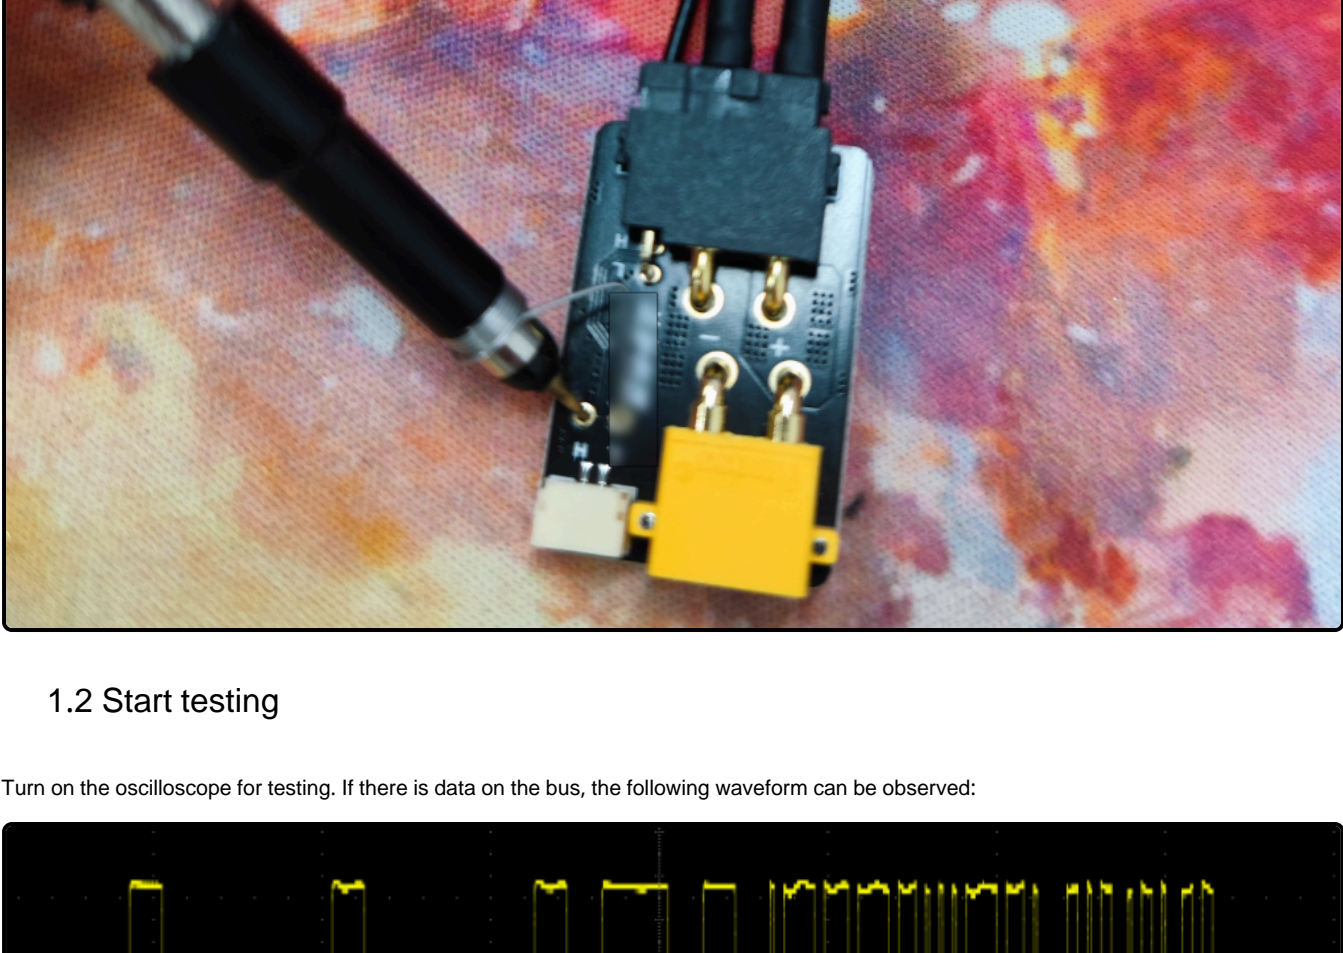 H
-
+
H
1.2 Start testing
Turn on the oscilloscope for testing. If there is data on the bus, the following waveform can be observed: